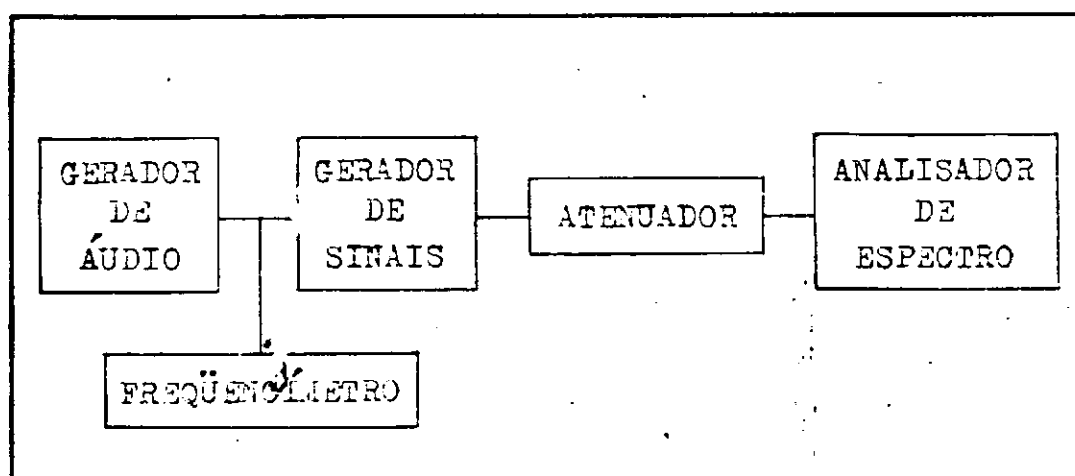 GERADOR
DE
ÁUDIO
GERADOR
DE
SINAIS
ATENUADOR
ANALISADOR
DE
ESPECTRO
FREQÜENCÍMETRO